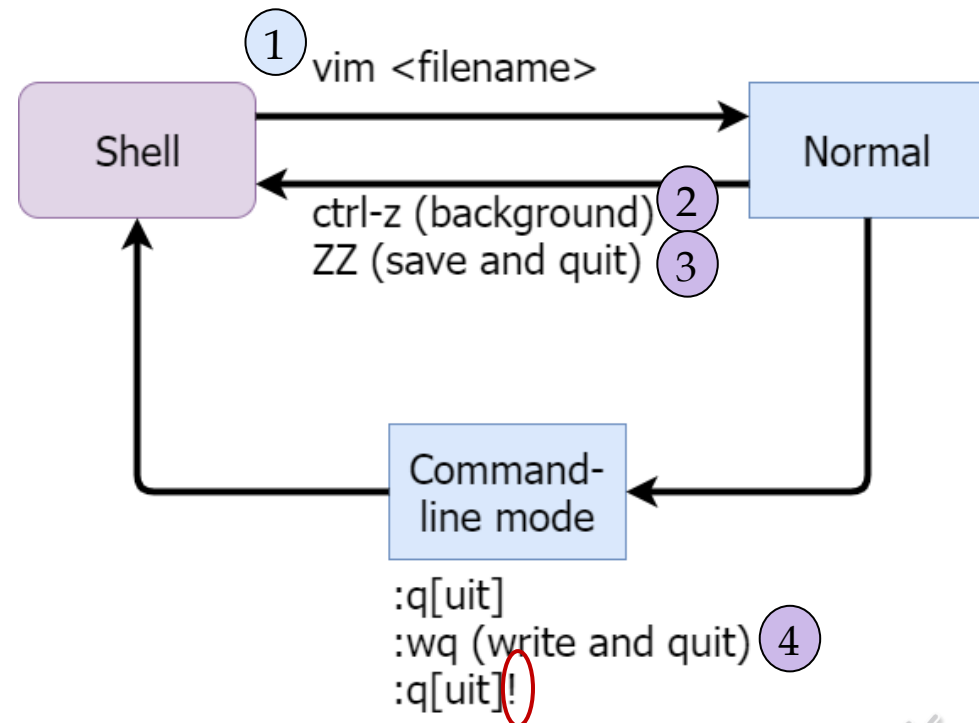 1
vim <filename>
Shell
Normal
ctrl-z (background) 2
ZZ (save and quit) 3
Command-
line mode
:q[uit]
:wq (write and quit) 4
:q[uit]!